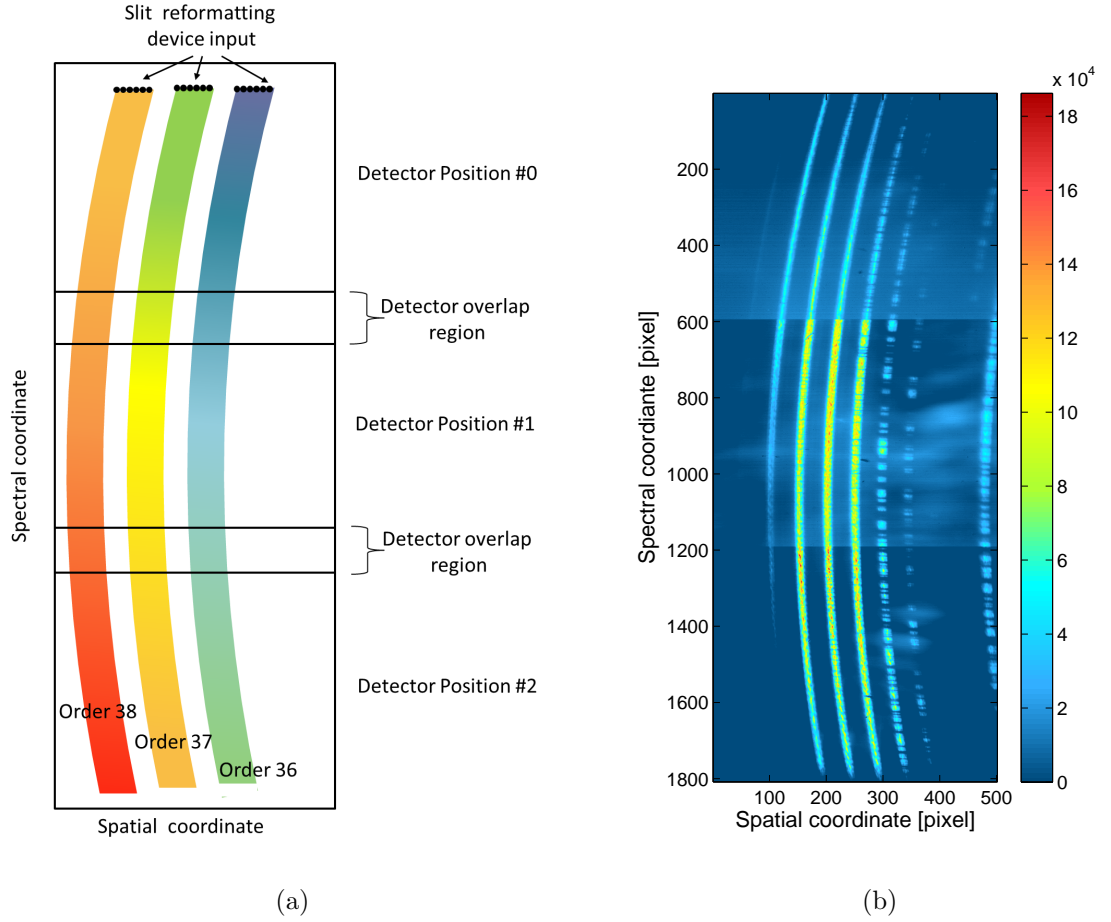 Slit reformatting
device input
Detector Position #0
Detector overlap
region
Detector Position #1
Detector overlap
region
Detector Position #2
Order 38
Order 37
Order 36
Spectral coordinate
Spatial coordinate
(a)
x 10^4
200
400
600
800
1000
1200
1400
1600
1800
Spectral coordiante [pixel]
100 200 300 400 500
Spatial coordinate [pixel]
18
16
14
12
10
8
6
4
2
0
(b)